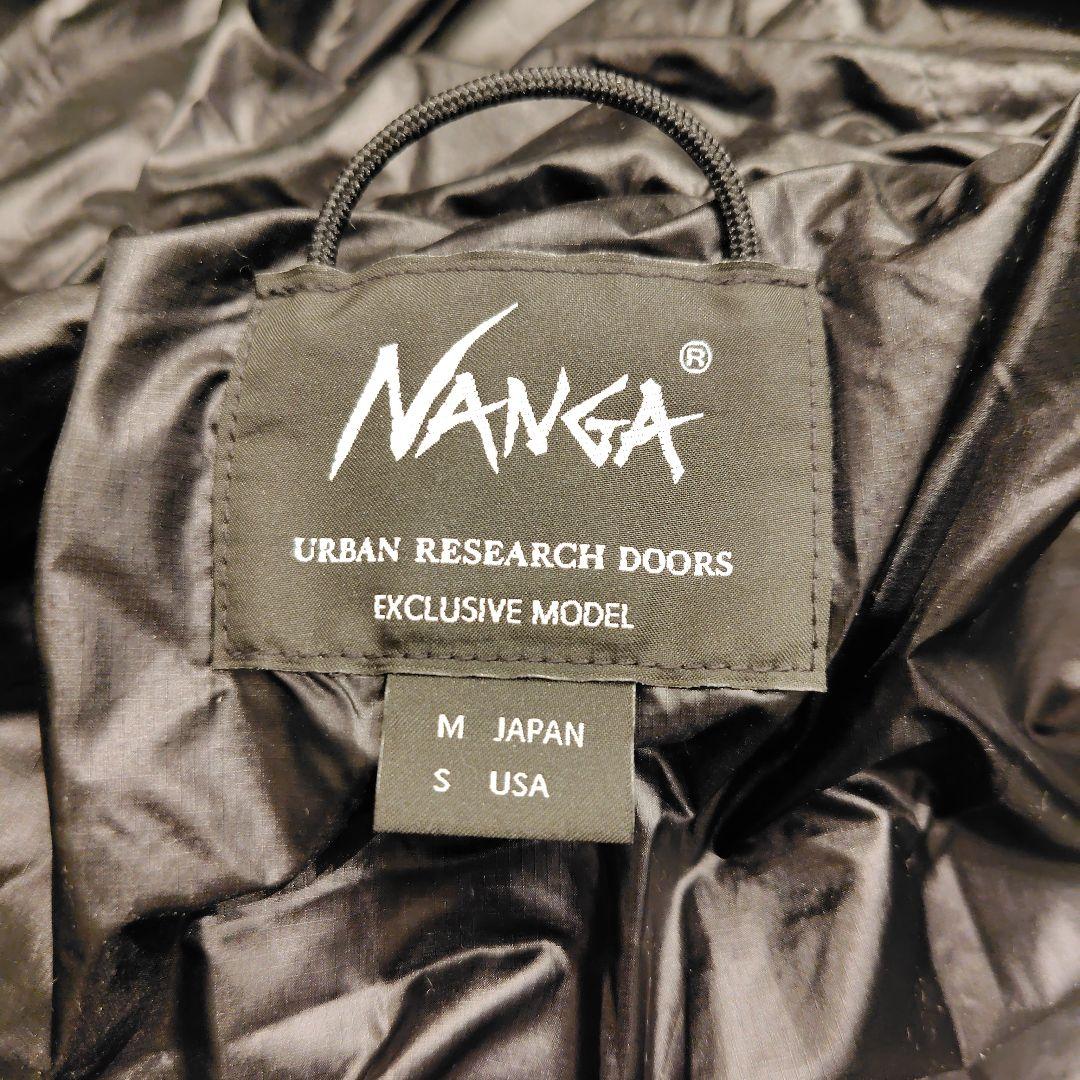 NANGA®
URBAN RESEARCH DOORS
EXCLUSIVE MODEL
M JAPAN
S USA